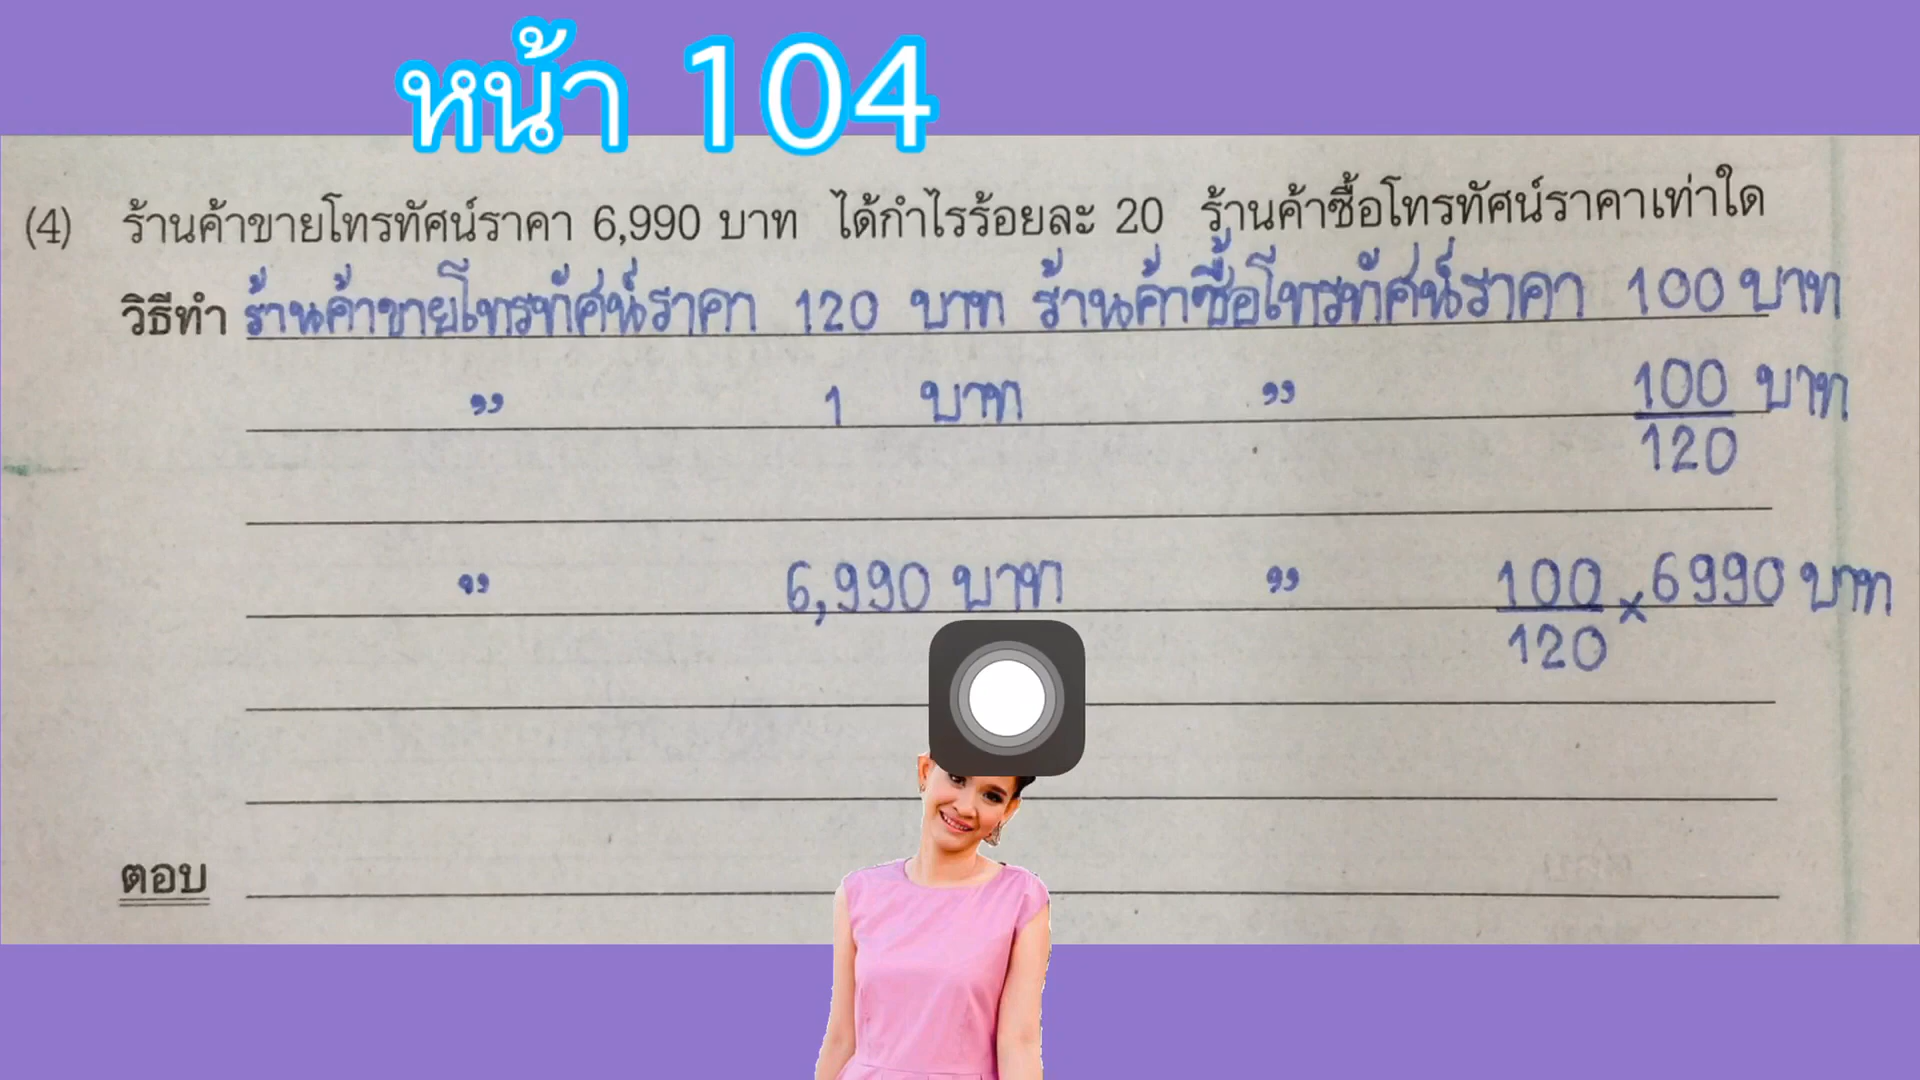 หน้า 104
(4) ร้านค้าขายโทรทัศน์ราคา 6,990 บาท ได้กำไรร้อยละ 20 ร้านค้าซื้อโทรทัศน์ราคาเท่าใด
วิธีทำ ร้านค้าขายโทรทัศน์ราคา 120 บาท ร้านค้าซื้อโทรทัศน์ราคา 100 บาท
" 1 บาท " 100 บาท
120
" 6,990 บาท " 100 × 6990 บาท
120
ตอบ